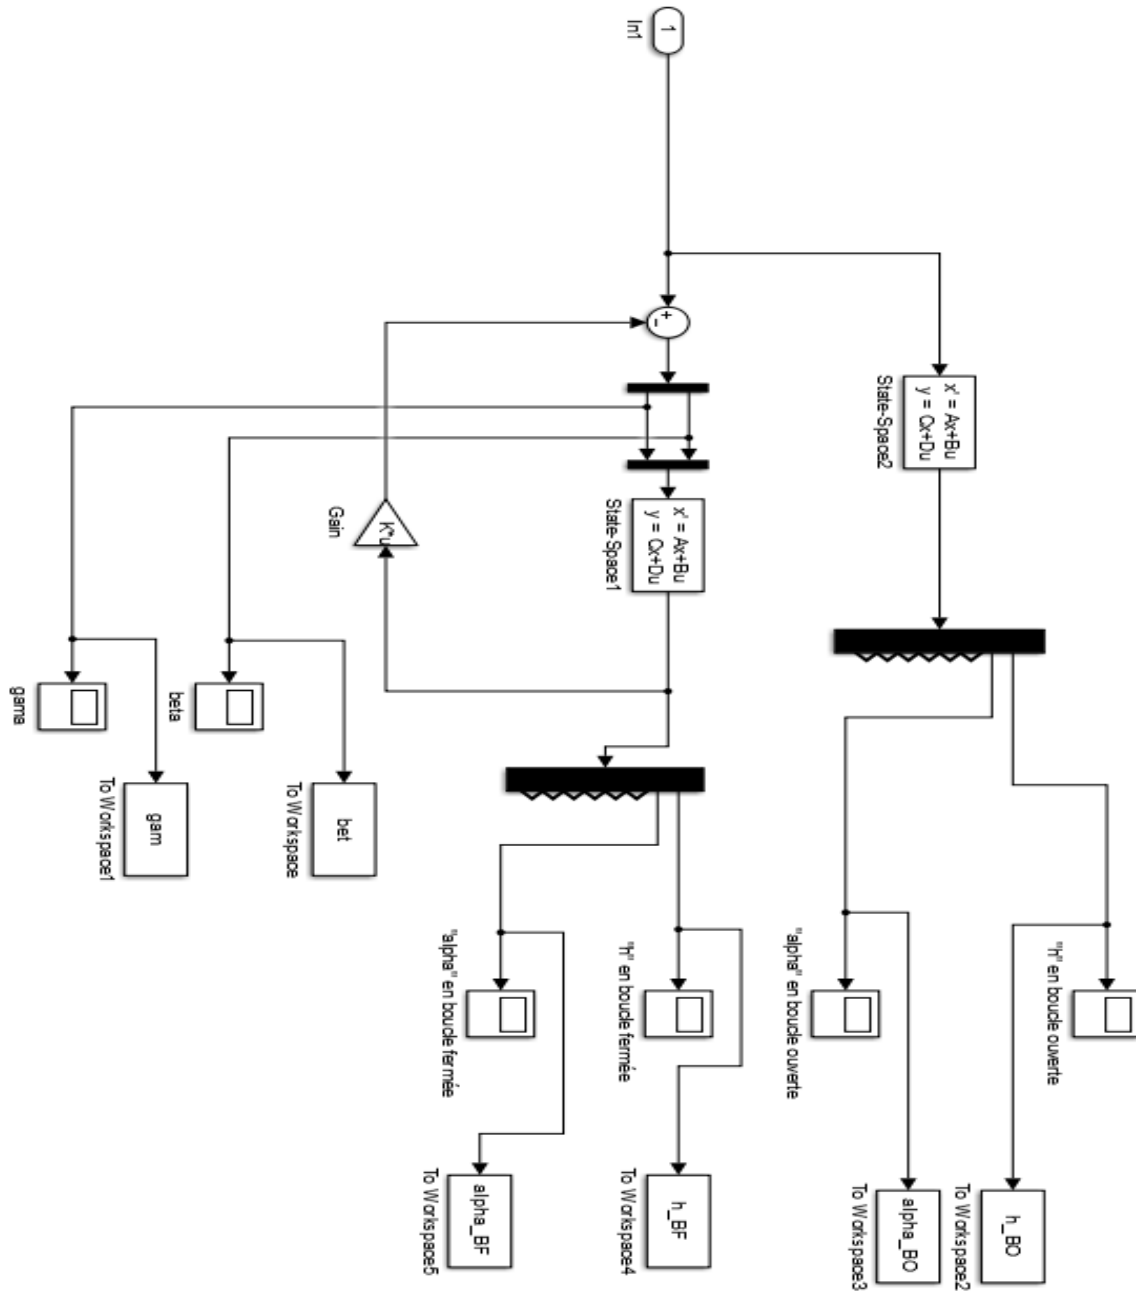 1
In1
+
−
x' = Ax+Bu
y = Cx+Du
State-Space2
x' = Ax+Bu
y = Cx+Du
State-Space1
K*u
Gain
"h" en boucle ouverte
h_BO
To Workspace2
"alpha" en boucle ouverte
alpha_BO
To Workspace3
"h" en boucle fermée
h_BF
To Workspace4
"alpha" en boucle fermée
alpha_BF
To Workspace5
beta
bet
To Workspace
gama
gam
To Workspace1